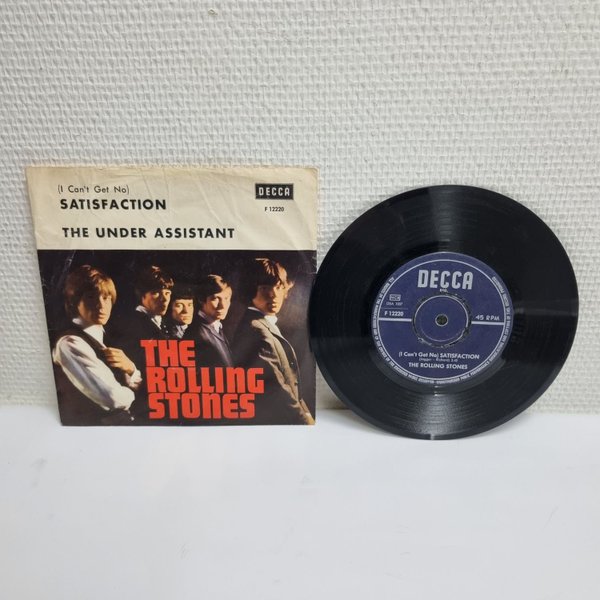 (I Can't Get No)
SATISFACTION
DECCA
F 12220
THE UNDER ASSISTANT
THE
ROLLING
STONES
DECCA
F 12220
45 RPM
(I Can't Get No) SATISFACTION
THE ROLLING STONES